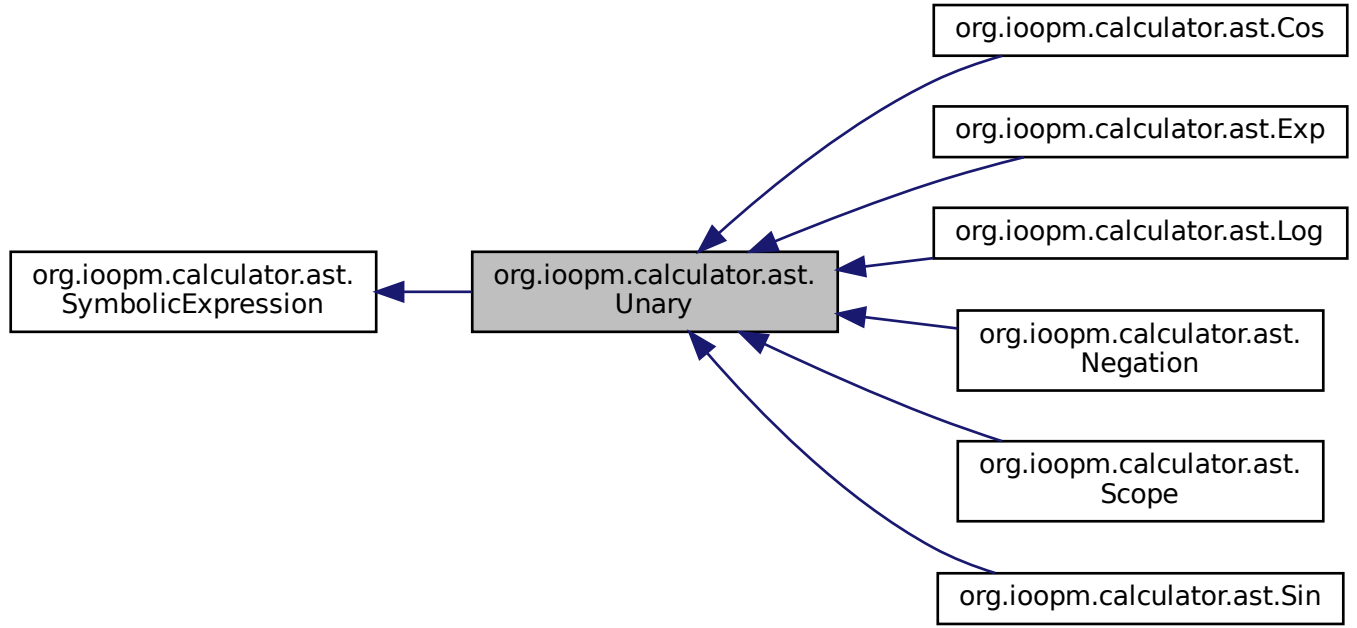 org.ioopm.calculator.ast.Cos
org.ioopm.calculator.ast.Exp
org.ioopm.calculator.ast.Log
org.ioopm.calculator.ast.
SymbolicExpression
org.ioopm.calculator.ast.
Unary
org.ioopm.calculator.ast.
Negation
org.ioopm.calculator.ast.
Scope
org.ioopm.calculator.ast.Sin